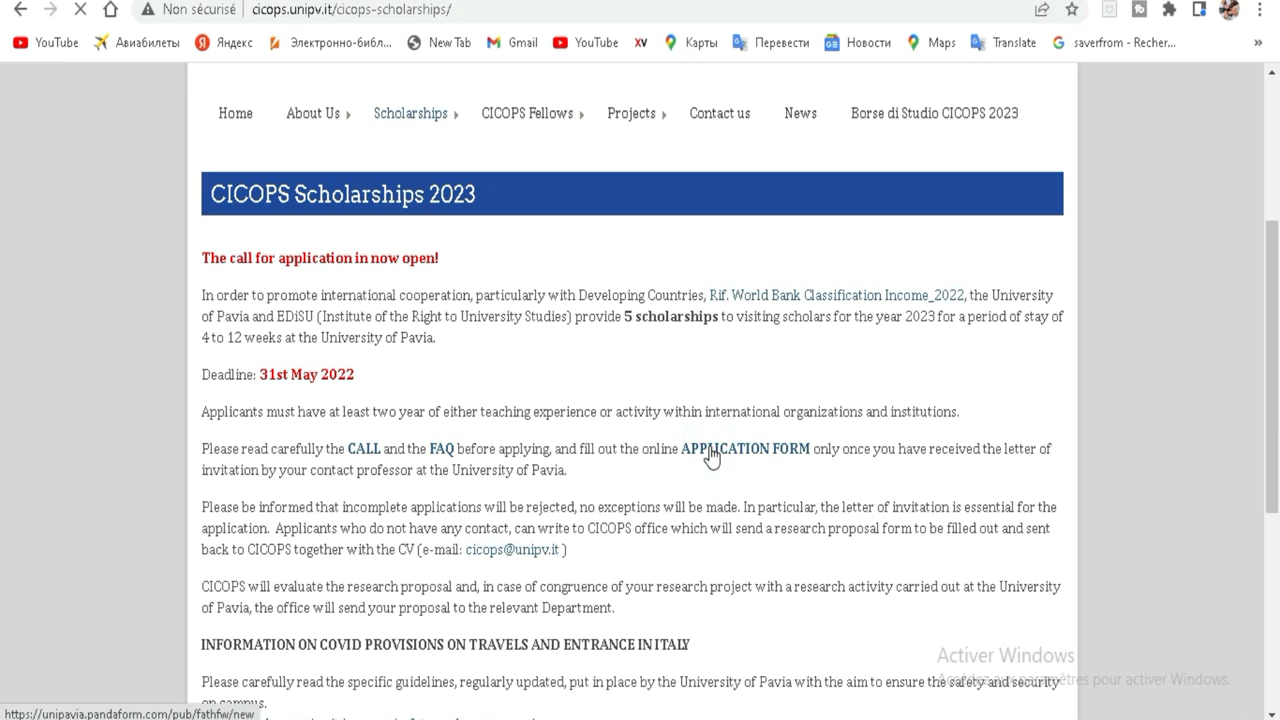 Non sécurisé cicops.unipv.it/cicops-scholarships/
YouTube Авиабилеты Яндекс Электронно-библ... New Tab Gmail YouTube XV Карты Перевести Новости Maps Translate saverfrom - Recher... »
Home About Us Scholarships CICOPS Fellows Projects Contact us News Borse di Studio CICOPS 2023
CICOPS Scholarships 2023
The call for application in now open!
In order to promote international cooperation, particularly with Developing Countries, Rif. World Bank Classification Income_2022, the University
of Pavia and EDiSU (Institute of the Right to University Studies) provide 5 scholarships to visiting scholars for the year 2023 for a period of stay of
4 to 12 weeks at the University of Pavia.
Deadline: 31st May 2022
Applicants must have at least two year of either teaching experience or activity within international organizations and institutions.
Please read carefully the CALL and the FAQ before applying, and fill out the online APPLICATION FORM only once you have received the letter of
invitation by your contact professor at the University of Pavia.
Please be informed that incomplete applications will be rejected, no exceptions will be made. In particular, the letter of invitation is essential for the
application. Applicants who do not have any contact, can write to CICOPS office which will send a research proposal form to be filled out and sent
back to CICOPS together with the CV (e-mail: cicops@unipv.it )
CICOPS will evaluate the research proposal and, in case of congruence of your research project with a research activity carried out at the University
of Pavia, the office will send your proposal to the relevant Department.
INFORMATION ON COVID PROVISIONS ON TRAVELS AND ENTRANCE IN ITALY
Please carefully read the specific guidelines, regularly updated, put in place by the University of Pavia with the aim to ensure the safety and security
on campus.
Activer Windows
Accédez aux paramètres pour activer Windows.
https://unipavia.pandaform.com/pub/fathfw/new